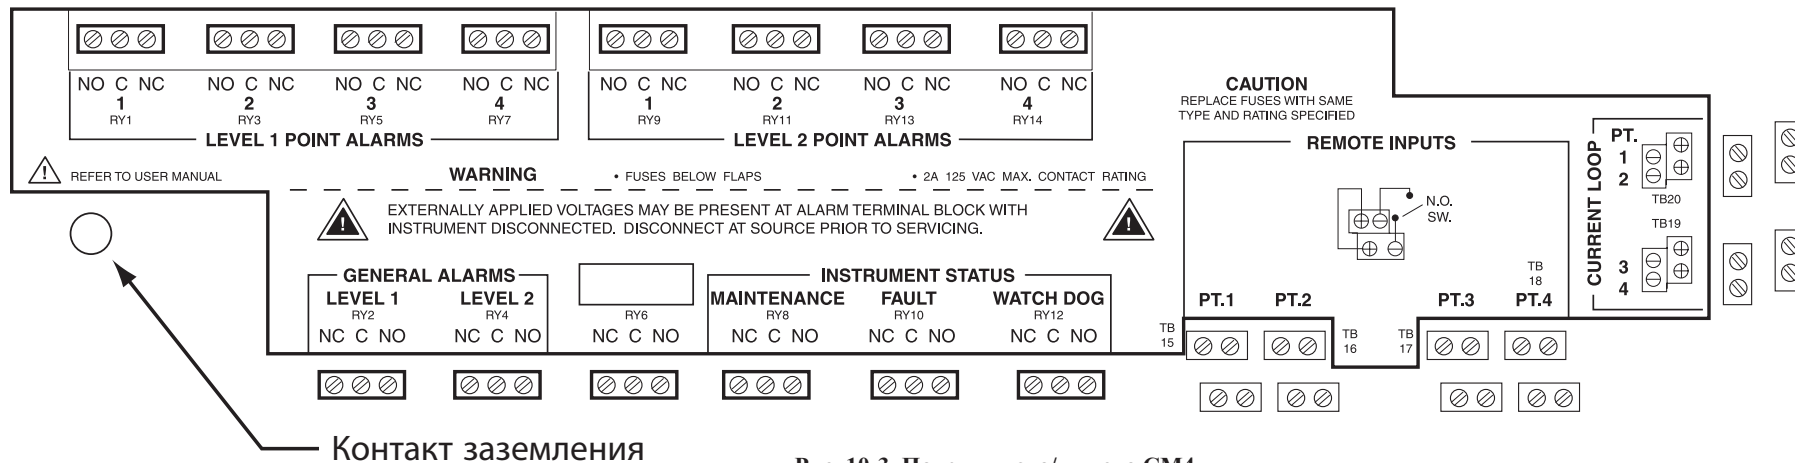 NO C NC NO C NC NO C NC NO C NC NO C NC NO C NC NO C NC NO C NC
1 2 3 4 1 2 3 4
RY1 RY3 RY5 RY7 RY9 RY11 RY13 RY14
LEVEL 1 POINT ALARMS LEVEL 2 POINT ALARMS
CAUTION
REPLACE FUSES WITH SAME
TYPE AND RATING SPECIFIED
! REFER TO USER MANUAL
WARNING • FUSES BELOW FLAPS • 2A 125 VAC MAX. CONTACT RATING
! EXTERNALLY APPLIED VOLTAGES MAY BE PRESENT AT ALARM TERMINAL BLOCK WITH
INSTRUMENT DISCONNECTED. DISCONNECT AT SOURCE PRIOR TO SERVICING. !
GENERAL ALARMS INSTRUMENT STATUS
LEVEL 1 LEVEL 2 MAINTENANCE FAULT WATCH DOG
RY2 RY4 RY6 RY8 RY10 RY12
NC C NO NC C NO NC C NO NC C NO NC C NO NC C NO
REMOTE INPUTS
N.O.
SW.
TB
18
PT.1 PT.2 PT.3 PT.4
TB
15
TB
16
TB
17
CURRENT LOOP
PT.
1
2
TB20
TB19
3
4
Контакт заземления